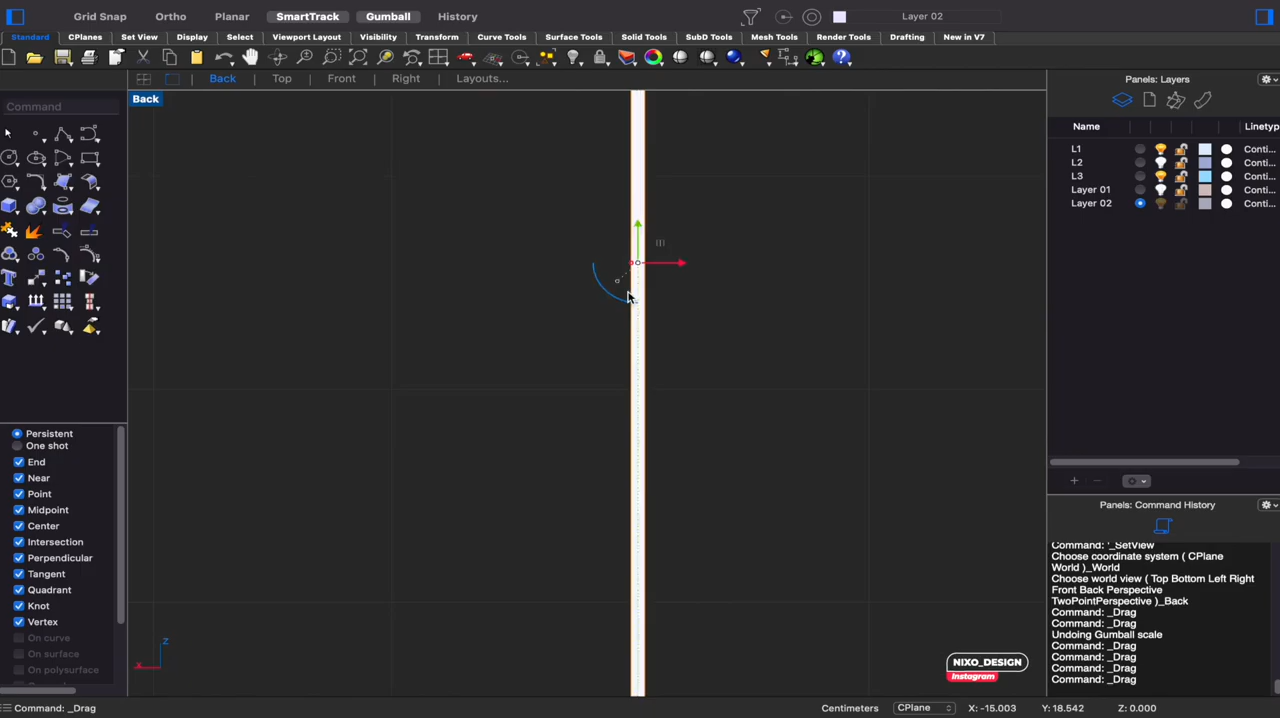 Grid Snap Ortho Planar SmartTrack Gumball History Layer 02
Standard CPlanes Set View Display Select Viewport Layout Visibility Transform Curve Tools Surface Tools Solid Tools SubD Tools Mesh Tools Render Tools Drafting New in V7
Back Top Front Right Layouts...
Panels: Layers
Back
Command
Name Linetyp
L1 Conti...
L2 Conti...
L3 Conti...
Layer 01 Conti...
Layer 02 Conti...
Persistent
One shot
End
Near
Point
Midpoint
Center
Intersection
Perpendicular
Tangent
Quadrant
Knot
Vertex
On curve
On surface
On polysurface
z
x
Panels: Command History
Command: '_SetView
Choose coordinate system ( CPlane
World )_World
Choose world view ( Top Bottom Left Right
Front Back Perspective
TwoPointPerspective )_Back
Command: _Drag
Command: _Drag
Undoing Gumball scale
Command: _Drag
Command: _Drag
Command: _Drag
Command: _Drag
NIXO_DESIGN
Instagram
Command: _Drag Centimeters CPlane X: -15.003 Y: 18.542 Z: 0.000